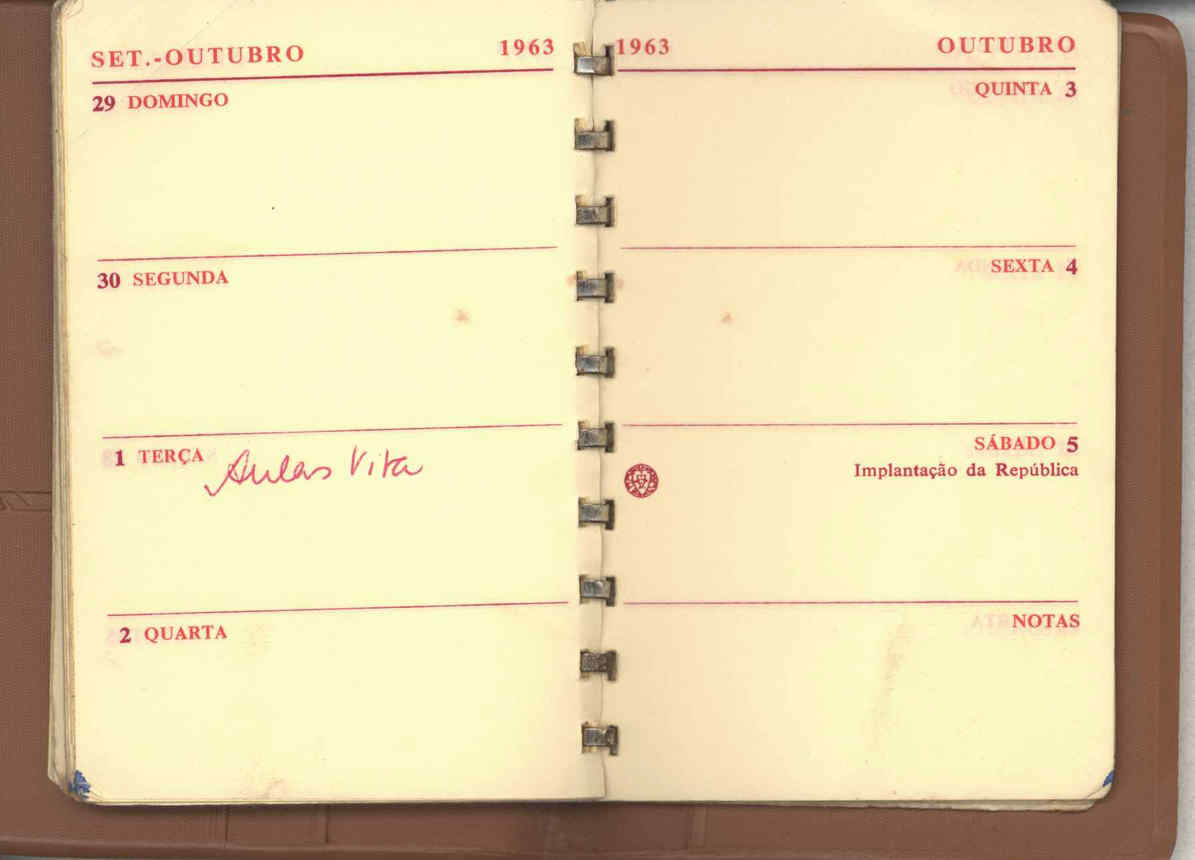 SET.-OUTUBRO 1963
29 DOMINGO
30 SEGUNDA
1 TERÇA Aulas Vita
2 QUARTA
1963 OUTUBRO
QUINTA 3
SEXTA 4
SÁBADO 5
Implantação da República
NOTAS